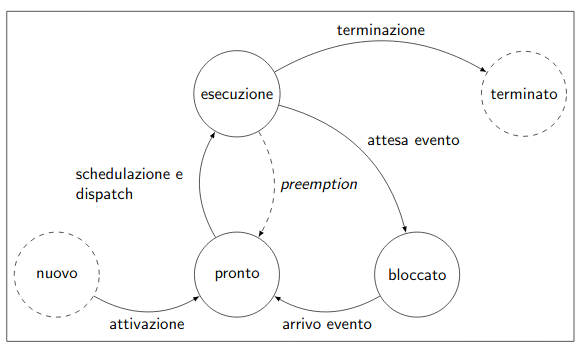 terminazione
esecuzione
terminato
attesa evento
schedulazione e
dispatch
preemption
nuovo
pronto
bloccato
attivazione
arrivo evento